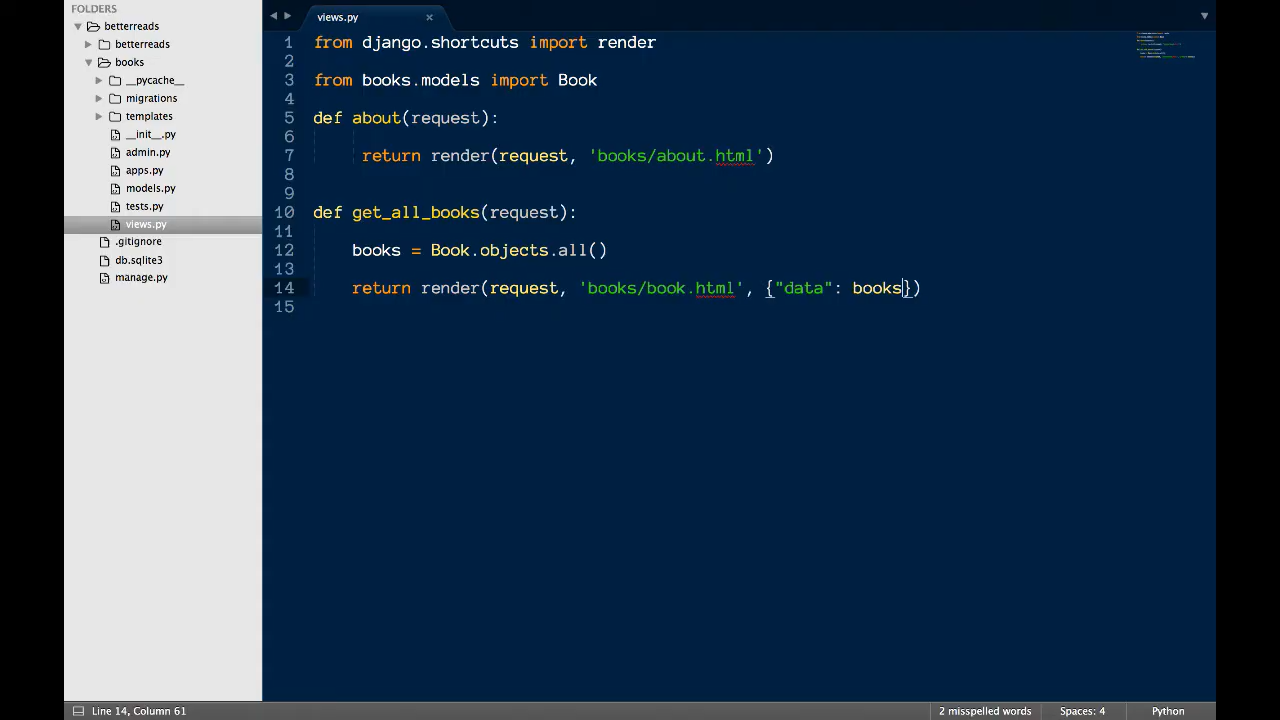 FOLDERS
betterreads
betterreads
books
__pycache__
migrations
templates
__init__.py
admin.py
apps.py
models.py
tests.py
views.py
.gitignore
db.sqlite3
manage.py
views.py
1 from django.shortcuts import render
2
3 from books.models import Book
4
5 def about(request):
6
7 return render(request, 'books/about.html')
8
9
10 def get_all_books(request):
11
12 books = Book.objects.all()
13
14 return render(request, 'books/book.html', {"data": books})
15
Line 14, Column 61
2 misspelled words
Spaces: 4
Python